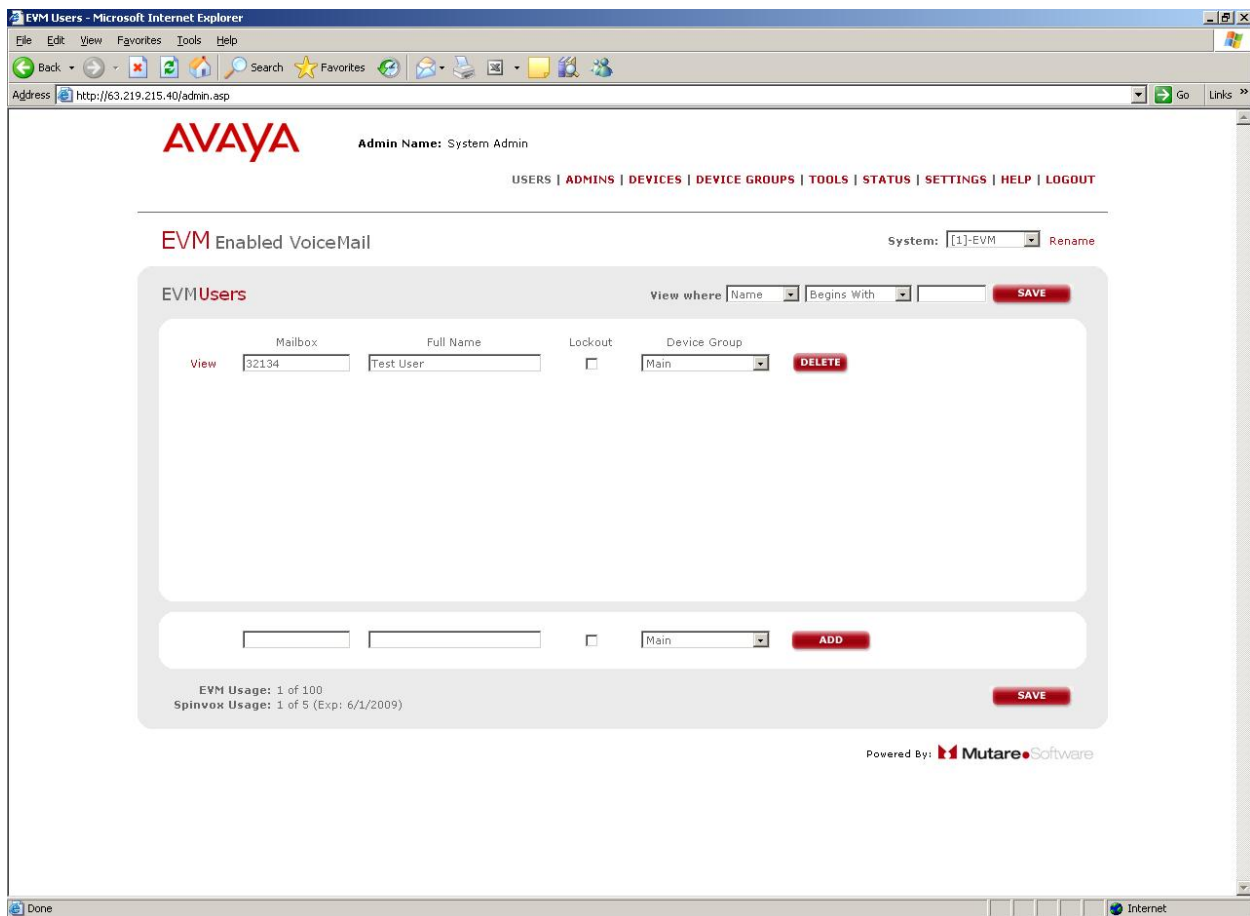 EVM Users - Microsoft Internet Explorer
File Edit View Favorites Tools Help
Back Search Favorites
Address http://63.219.215.40/admin.asp Go Links »
AVAYA Admin Name: System Admin
USERS | ADMINS | DEVICES | DEVICE GROUPS | TOOLS | STATUS | SETTINGS | HELP | LOGOUT
EVM Enabled VoiceMail System: [1]-EVM Rename
EVMUsers View where Name Begins With SAVE
Mailbox Full Name Lockout Device Group
View 32134 Test User Main DELETE
Main ADD
EVM Usage: 1 of 100
Spinvox Usage: 1 of 5 (Exp: 6/1/2009) SAVE
Powered By: Mutare Software
Done Internet